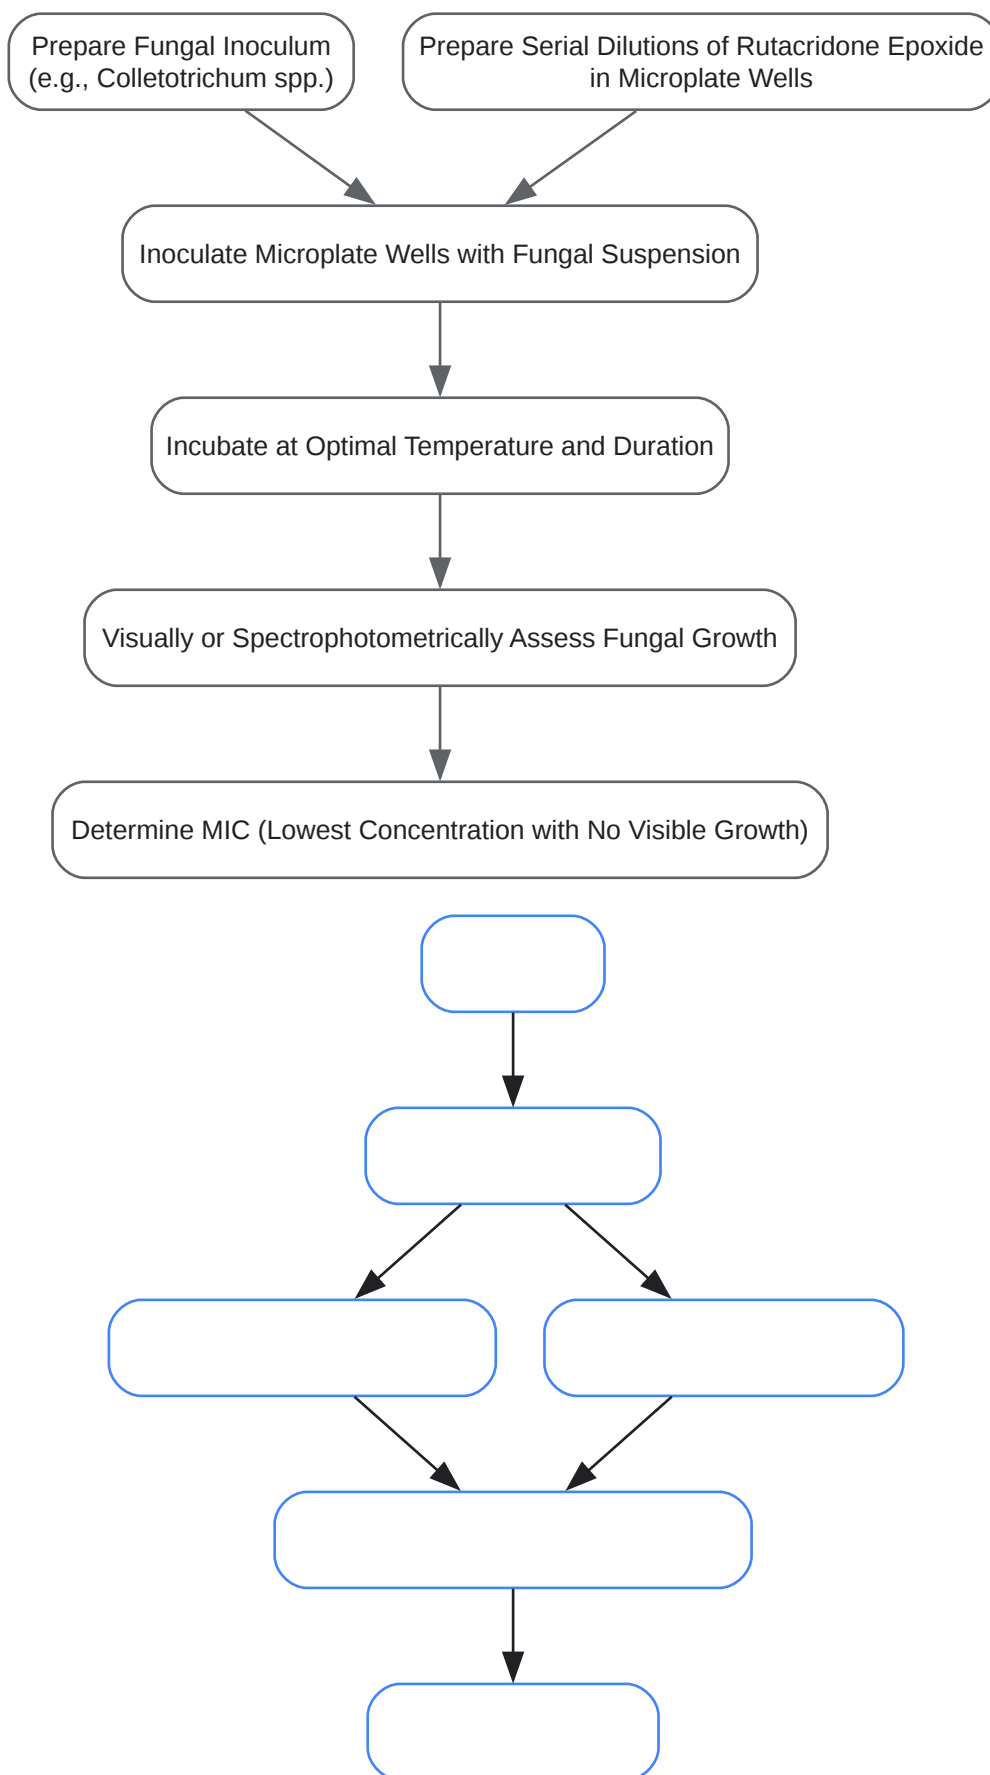 Prepare Fungal Inoculum
(e.g., Colletotrichum spp.)
Prepare Serial Dilutions of Rutacridone Epoxide
in Microplate Wells
Inoculate Microplate Wells with Fungal Suspension
Incubate at Optimal Temperature and Duration
Visually or Spectrophotometrically Assess Fungal Growth
Determine MIC (Lowest Concentration with No Visible Growth)